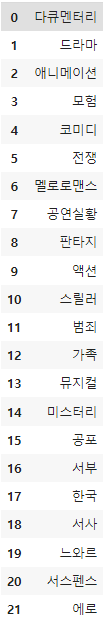 0 다큐멘터리
1 드라마
2 애니메이션
3 모험
4 코미디
5 전쟁
6 멜로로맨스
7 공연실황
8 판타지
9 액션
10 스릴러
11 범죄
12 가족
13 뮤지컬
14 미스터리
15 공포
16 서부
17 한국
18 서사
19 느와르
20 서스펜스
21 에로